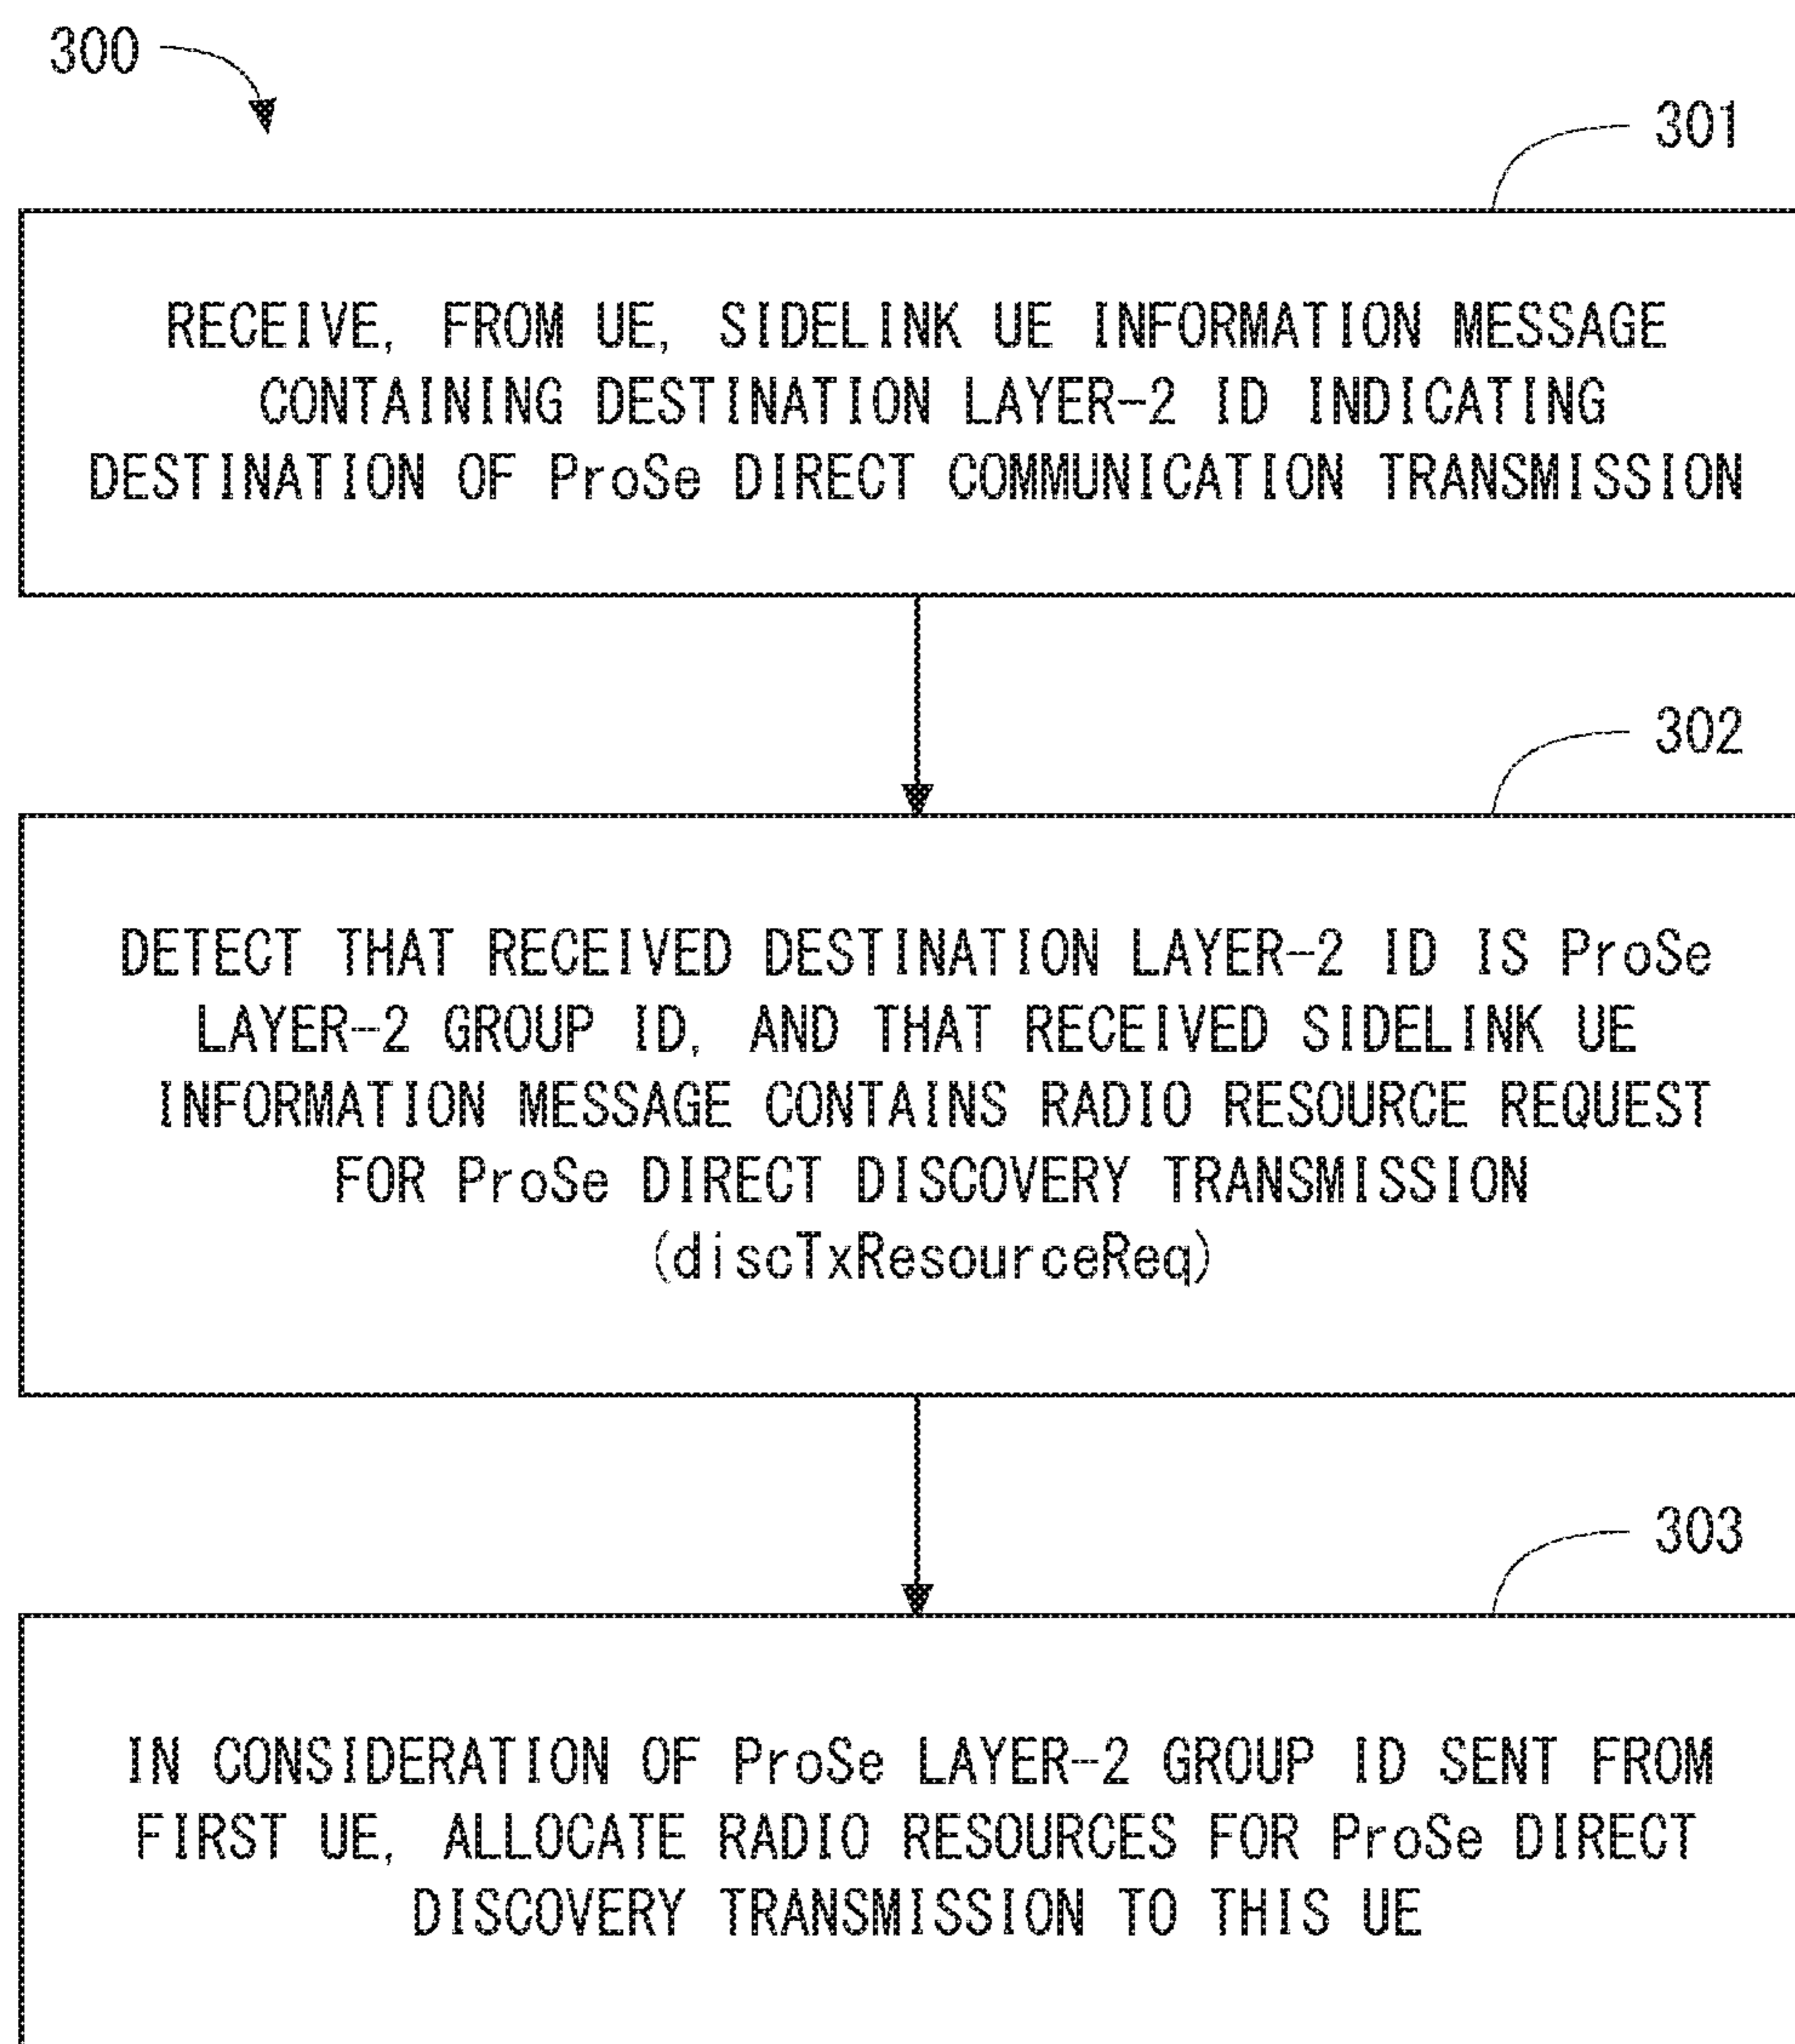 300
301
RECEIVE, FROM UE, SIDELINK UE INFORMATION MESSAGE
CONTAINING DESTINATION LAYER-2 ID INDICATING
DESTINATION OF ProSe DIRECT COMMUNICATION TRANSMISSION
302
DETECT THAT RECEIVED DESTINATION LAYER-2 ID IS ProSe
LAYER-2 GROUP ID, AND THAT RECEIVED SIDELINK UE
INFORMATION MESSAGE CONTAINS RADIO RESOURCE REQUEST
FOR ProSe DIRECT DISCOVERY TRANSMISSION
(discTxResourceReq)
303
IN CONSIDERATION OF ProSe LAYER-2 GROUP ID SENT FROM
FIRST UE, ALLOCATE RADIO RESOURCES FOR ProSe DIRECT
DISCOVERY TRANSMISSION TO THIS UE